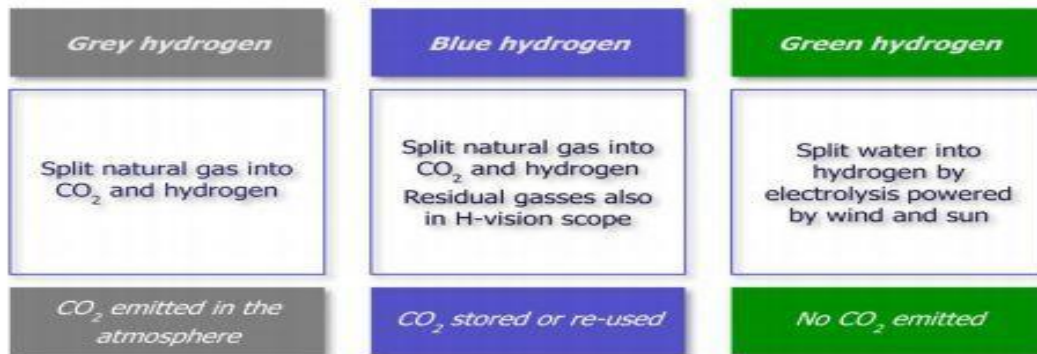 Grey hydrogen
Blue hydrogen
Green hydrogen
Split natural gas into
CO₂ and hydrogen
Split natural gas into
CO₂ and hydrogen
Residual gasses also
in H-vision scope
Split water into
hydrogen by
electrolysis powered
by wind and sun
CO₂ emitted in the
atmosphere
CO₂ stored or re-used
No CO₂ emitted